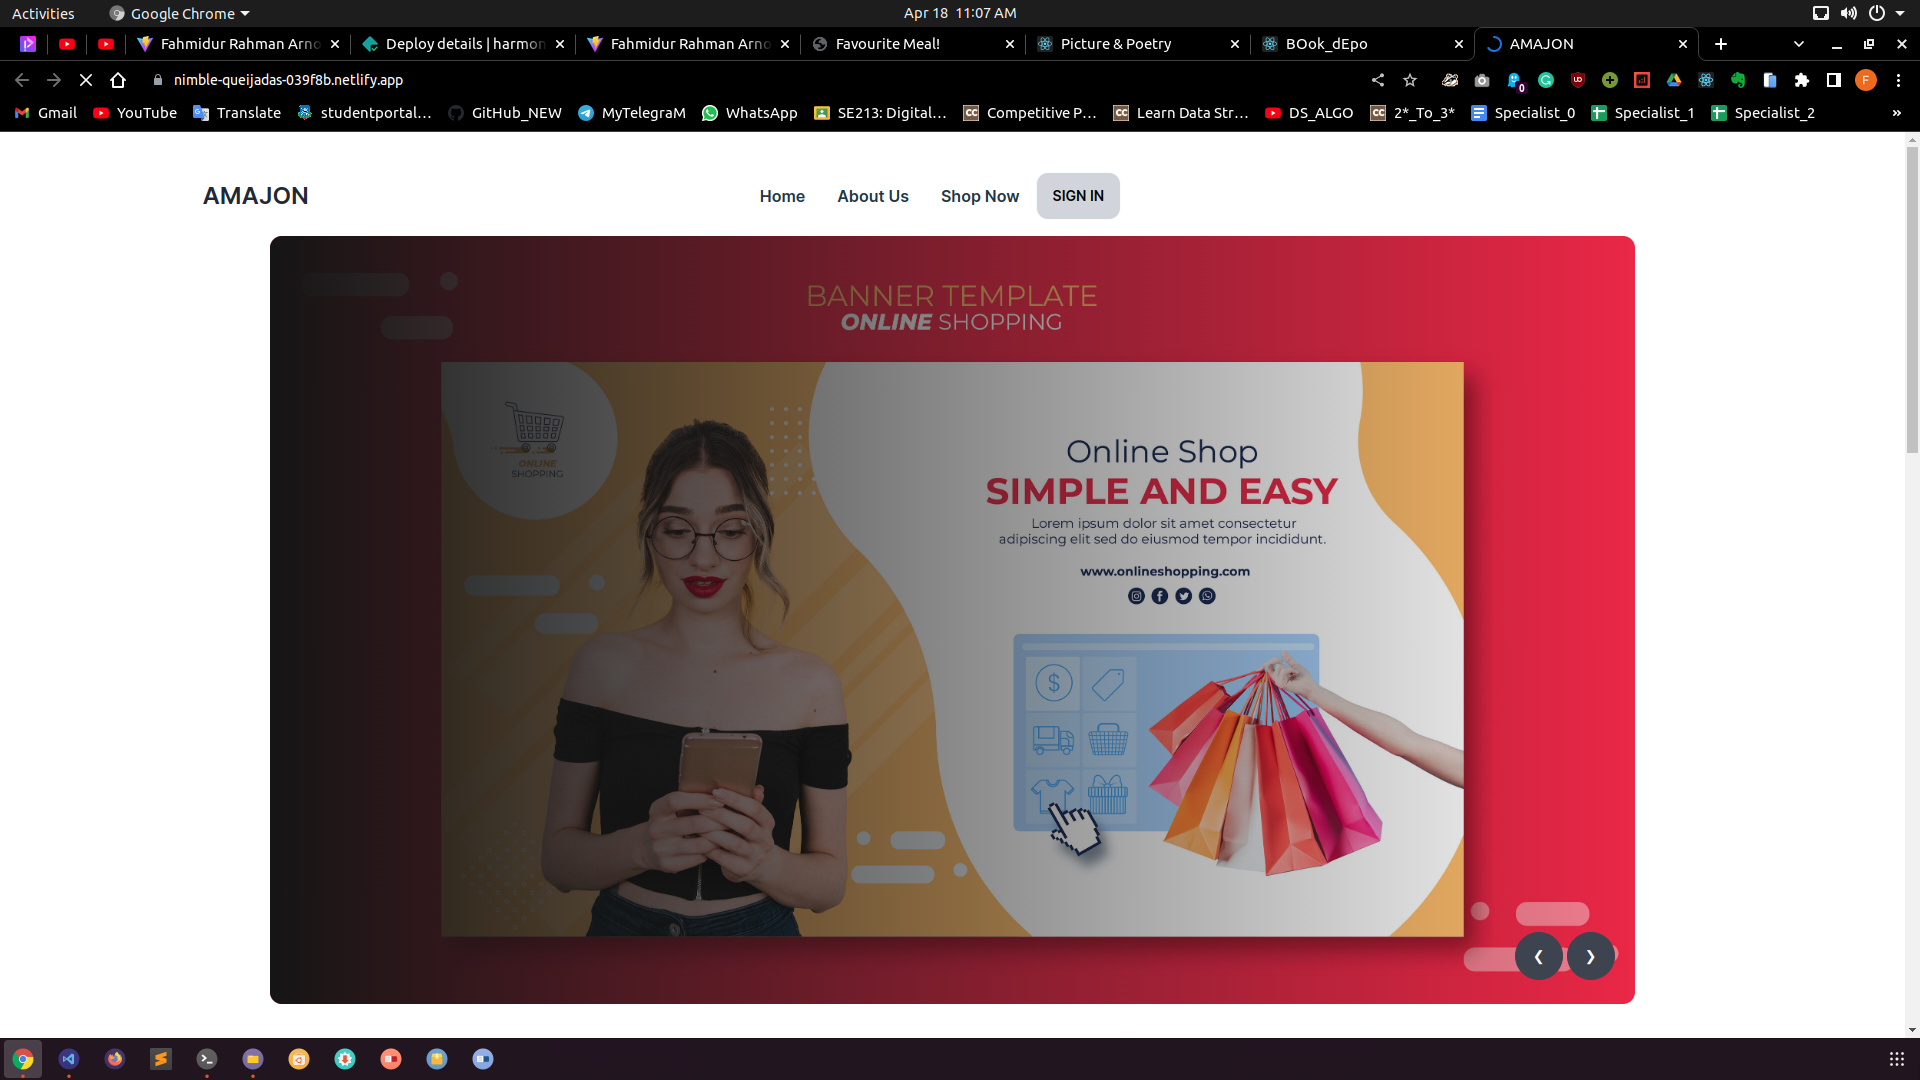 Activities
Google Chrome
Apr 18 11:07 AM
Fahmidur Rahman Arno
Deploy details | harmon
Fahmidur Rahman Arno
Favourite Meal!
Picture & Poetry
BOok_dEpo
AMAJON
nimble-queijadas-039f8b.netlify.app
0
F
Gmail
YouTube
Translate
studentportal...
GitHub_NEW
MyTelegraM
WhatsApp
SE213: Digital...
Competitive P...
Learn Data Str...
DS_ALGO
2*_To_3*
Specialist_0
Specialist_1
Specialist_2
AMAJON
Home
About Us
Shop Now
SIGN IN
BANNER TEMPLATE
ONLINE SHOPPING
ONLINE
SHOPPING
Online Shop
SIMPLE AND EASY
Lorem ipsum dolor sit amet consectetur
adipiscing elit sed do eiusmod tempor incididunt.
www.onlineshopping.com